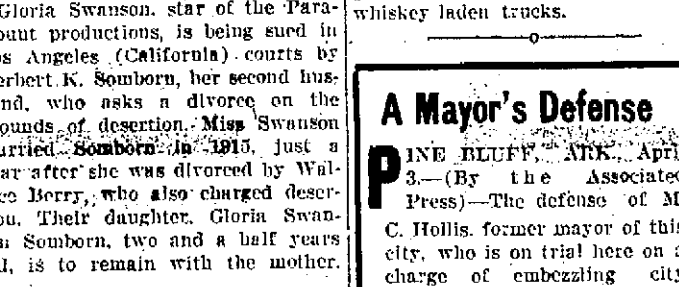 Gloria Swanson, star of the Para-
ount productions, is being sued in
os Angeles (California) courts by
erbert K. Somborn, her second hus-
nd, who asks a divorce on the
ounds of desertion. Miss Swanson
arried Somborn in 1915, just a
ar after she was divorced by Wal-
ce Berry, who also charged deser-
on. Their daughter, Gloria Swan-
n Somborn, two and a half years
d, is to remain with the mother.
whiskey laden trucks.
A Mayor's Defense
PINE BLUFF, ARK., April
3.—(By the Associated
Press)—The defense of M
C. Hollis, former mayor of this
city, who is on trial here on a
charge of embezzling city